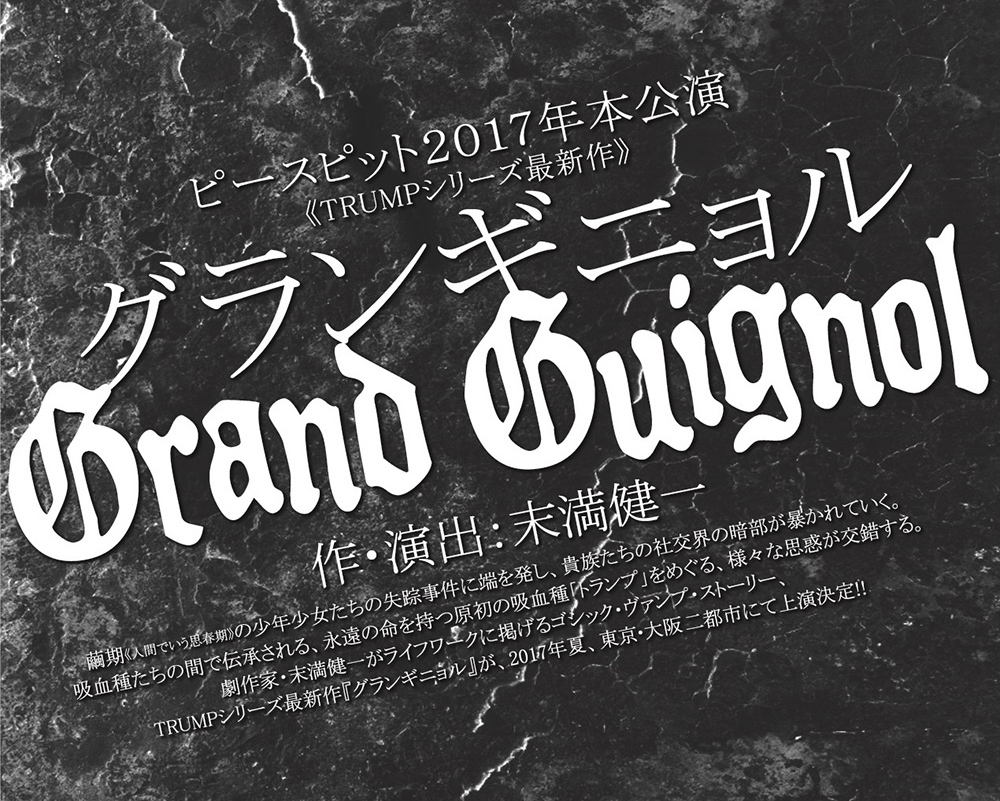 ピースピット2017年本公演
《TRUMPシリーズ最新作》
グランギニョル
Grand Guignol
作・演出：末満健一
繭期《人間でいう思春期》の少年少女たちの失踪事件に端を発し、貴族たちの社交界の暗部が暴かれていく。
吸血種たちの間で伝承される、永遠の命を持つ原初の吸血種「トランプ」をめぐる、様々な思惑が交錯する。
劇作家・末満健一がライフワークに掲げるゴシック・ヴァンプ・ストーリー、
TRUMPシリーズ最新作『グランギニョル』が、2017年夏、東京・大阪二都市にて上演決定!!